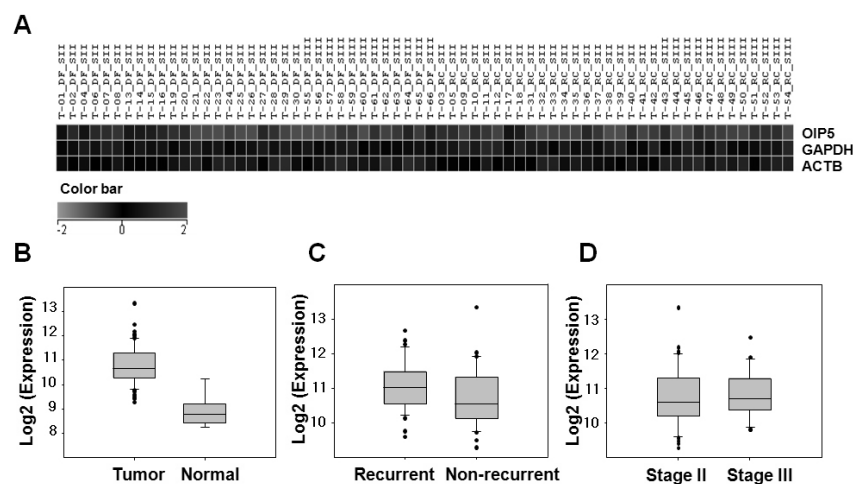 A
T-01_DF_SII
T-02_DF_SII
T-04_DF_SII
T-06_DF_SII
T-07_DF_SII
T-08_DF_SII
T-13_DF_SII
T-14_DF_SII
T-15_DF_SII
T-16_DF_SII
T-19_DF_SII
T-20_DF_SII
T-21_DF_SII
T-22_DF_SII
T-23_DF_SII
T-24_DF_SII
T-25_DF_SII
T-26_DF_SII
T-27_DF_SII
T-28_DF_SII
T-29_DF_SII
T-30_DF_SII
T-55_DF_SIII
T-56_DF_SIII
T-57_DF_SIII
T-58_DF_SIII
T-59_DF_SIII
T-60_DF_SIII
T-61_DF_SIII
T-62_DF_SIII
T-63_DF_SIII
T-64_DF_SIII
T-65_DF_SIII
T-66_DF_SIII
T-03_RC_SII
T-05_RC_SII
T-09_RC_SII
T-10_RC_SII
T-11_RC_SII
T-12_RC_SII
T-17_RC_SII
T-18_RC_SII
T-31_RC_SII
T-32_RC_SII
T-33_RC_SII
T-34_RC_SII
T-35_RC_SII
T-36_RC_SII
T-37_RC_SII
T-38_RC_SII
T-39_RC_SII
T-40_RC_SII
T-41_RC_SII
T-42_RC_SII
T-43_RC_SIII
T-44_RC_SIII
T-45_RC_SIII
T-46_RC_SIII
T-47_RC_SIII
T-48_RC_SIII
T-49_RC_SIII
T-50_RC_SIII
T-51_RC_SIII
T-52_RC_SIII
T-53_RC_SIII
T-54_RC_SIII
OIP5
GAPDH
ACTB
Color bar
-2 0 2
B
Log2 (Expression)
13
12
11
10
9
8
Tumor Normal
C
Log2 (Expression)
13
12
11
10
Recurrent Non-recurrent
D
Log2 (Expression)
13
12
11
10
Stage II Stage III